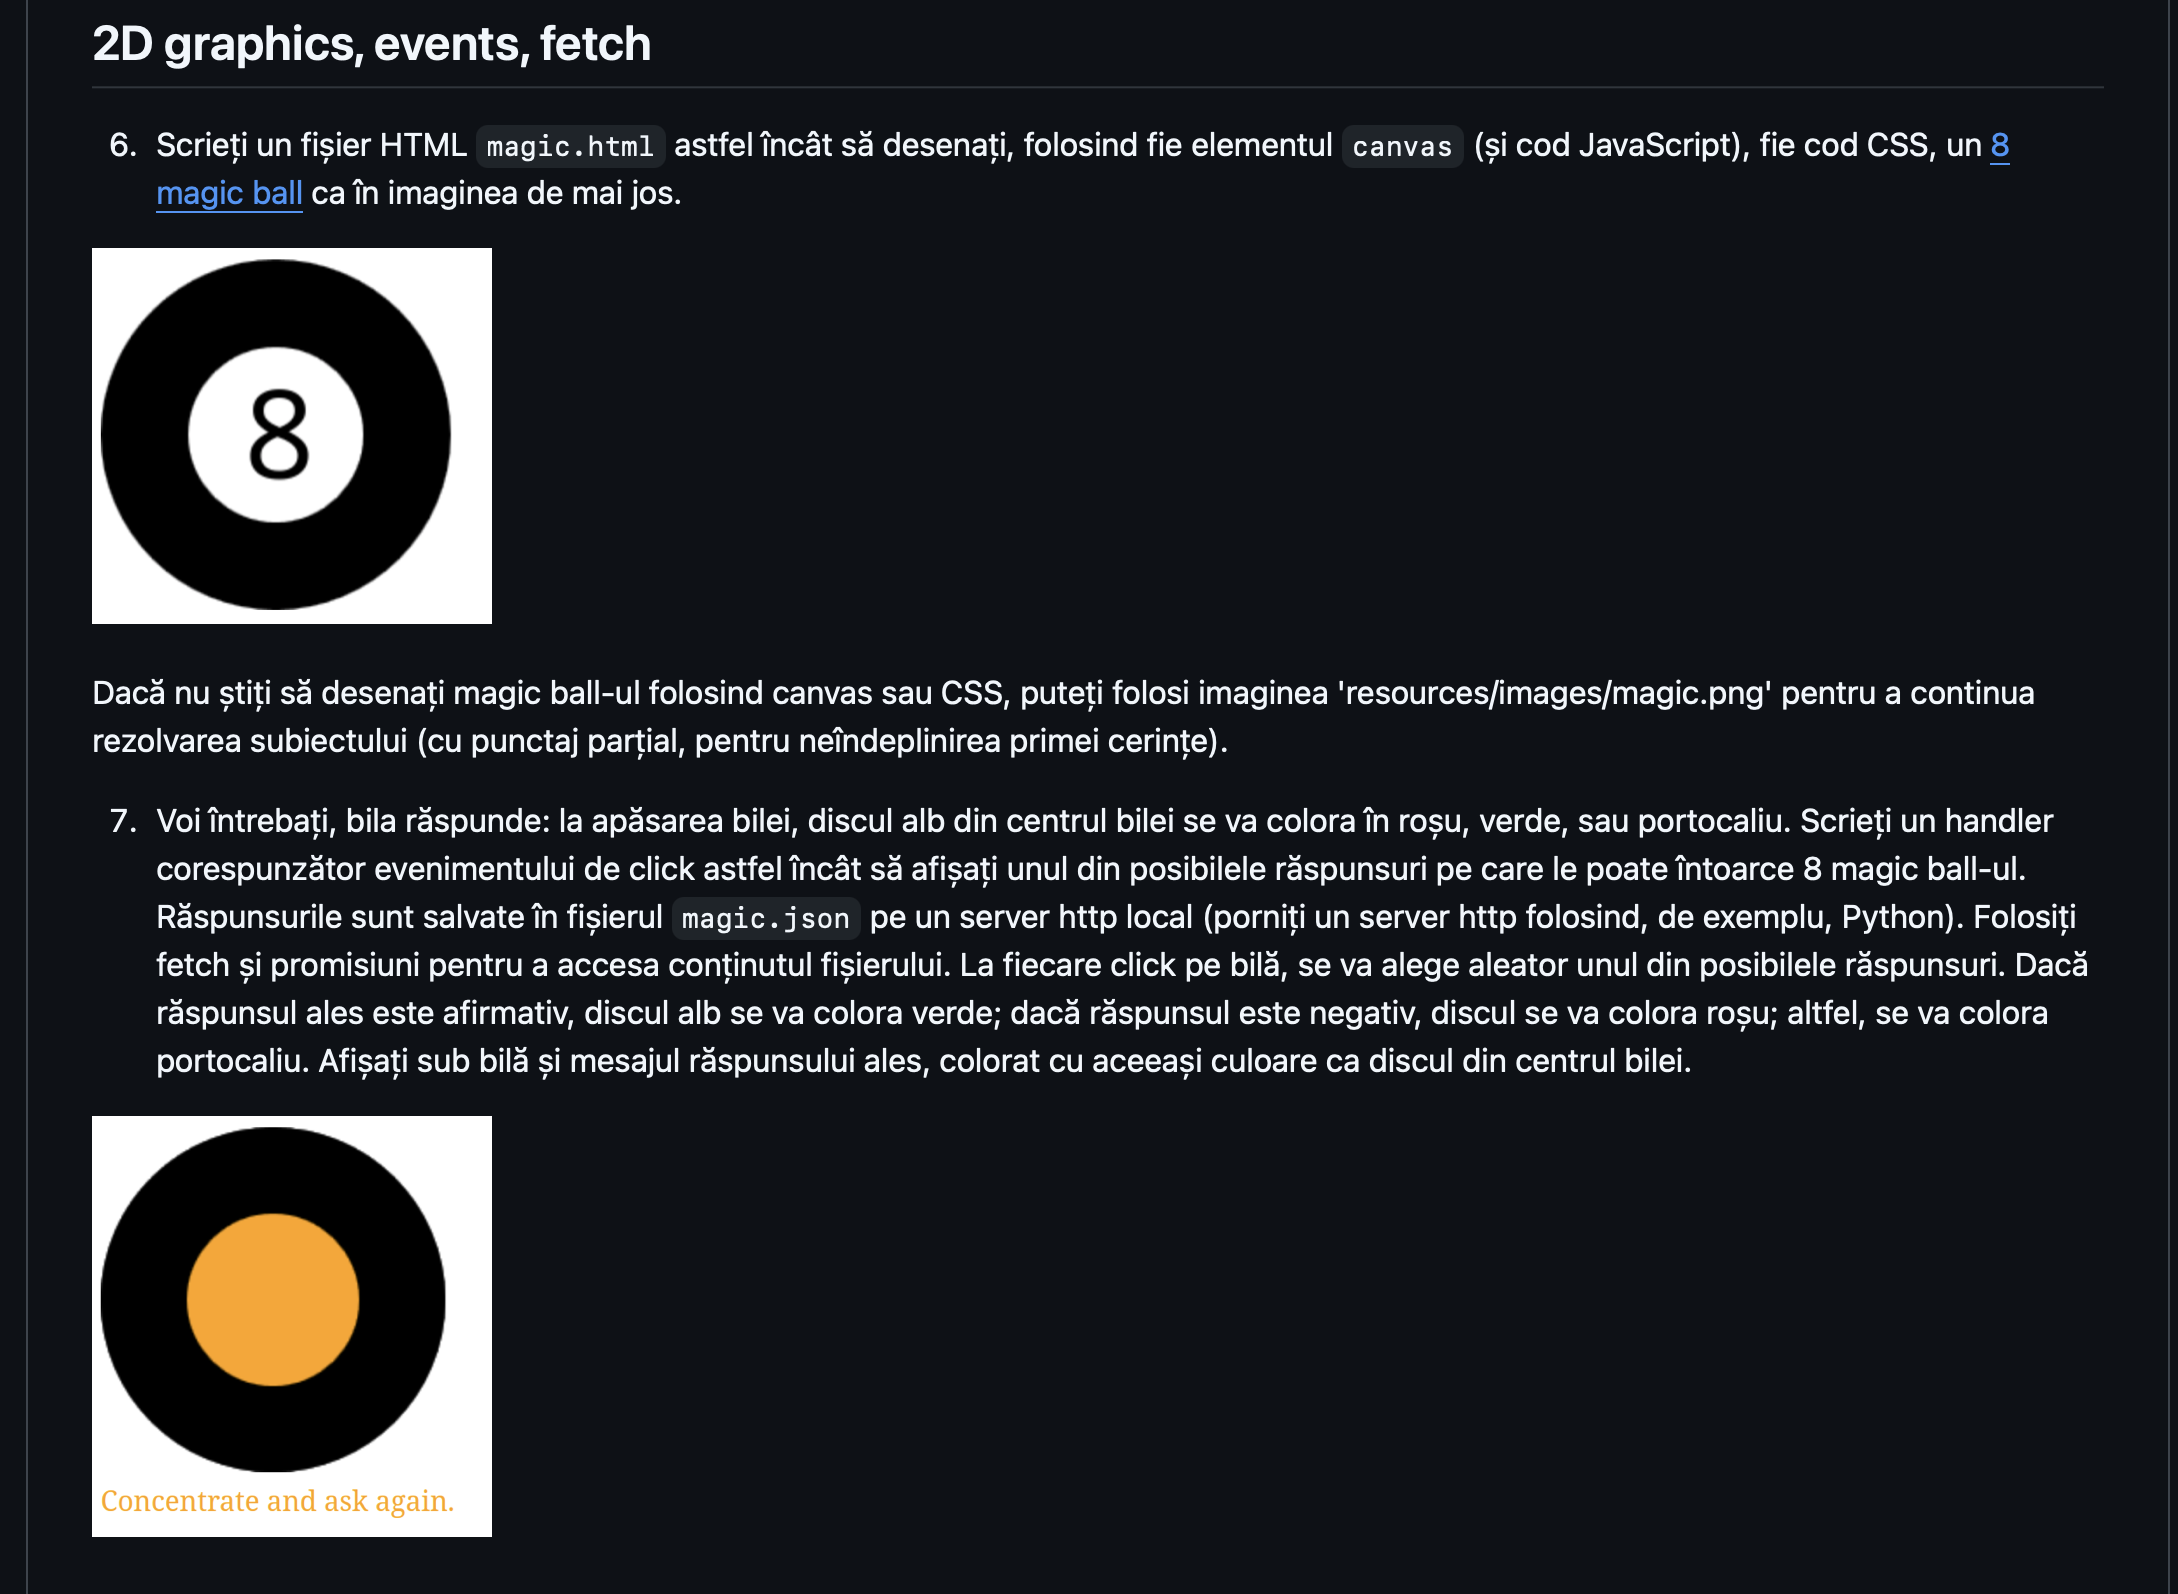 2D graphics, events, fetch
6. Scrieți un fișier HTML magic.html astfel încât să desenați, folosind fie elementul canvas (și cod JavaScript), fie cod CSS, un 8
magic ball ca în imaginea de mai jos.
8
Dacă nu știți să desenați magic ball-ul folosind canvas sau CSS, puteți folosi imaginea 'resources/images/magic.png' pentru a continua
rezolvarea subiectului (cu punctaj parțial, pentru neîndeplinirea primei cerințe).
7. Voi întrebați, bila răspunde: la apăsarea bilei, discul alb din centrul bilei se va colora în roșu, verde, sau portocaliu. Scrieți un handler
corespunzător evenimentului de click astfel încât să afișați unul din posibilele răspunsuri pe care le poate întoarce 8 magic ball-ul.
Răspunsurile sunt salvate în fișierul magic.json pe un server http local (porniți un server http folosind, de exemplu, Python). Folosiți
fetch și promisiuni pentru a accesa conținutul fișierului. La fiecare click pe bilă, se va alege aleator unul din posibilele răspunsuri. Dacă
răspunsul ales este afirmativ, discul alb se va colora verde; dacă răspunsul este negativ, discul se va colora roșu; altfel, se va colora
portocaliu. Afișați sub bilă și mesajul răspunsului ales, colorat cu aceeași culoare ca discul din centrul bilei.
Concentrate and ask again.